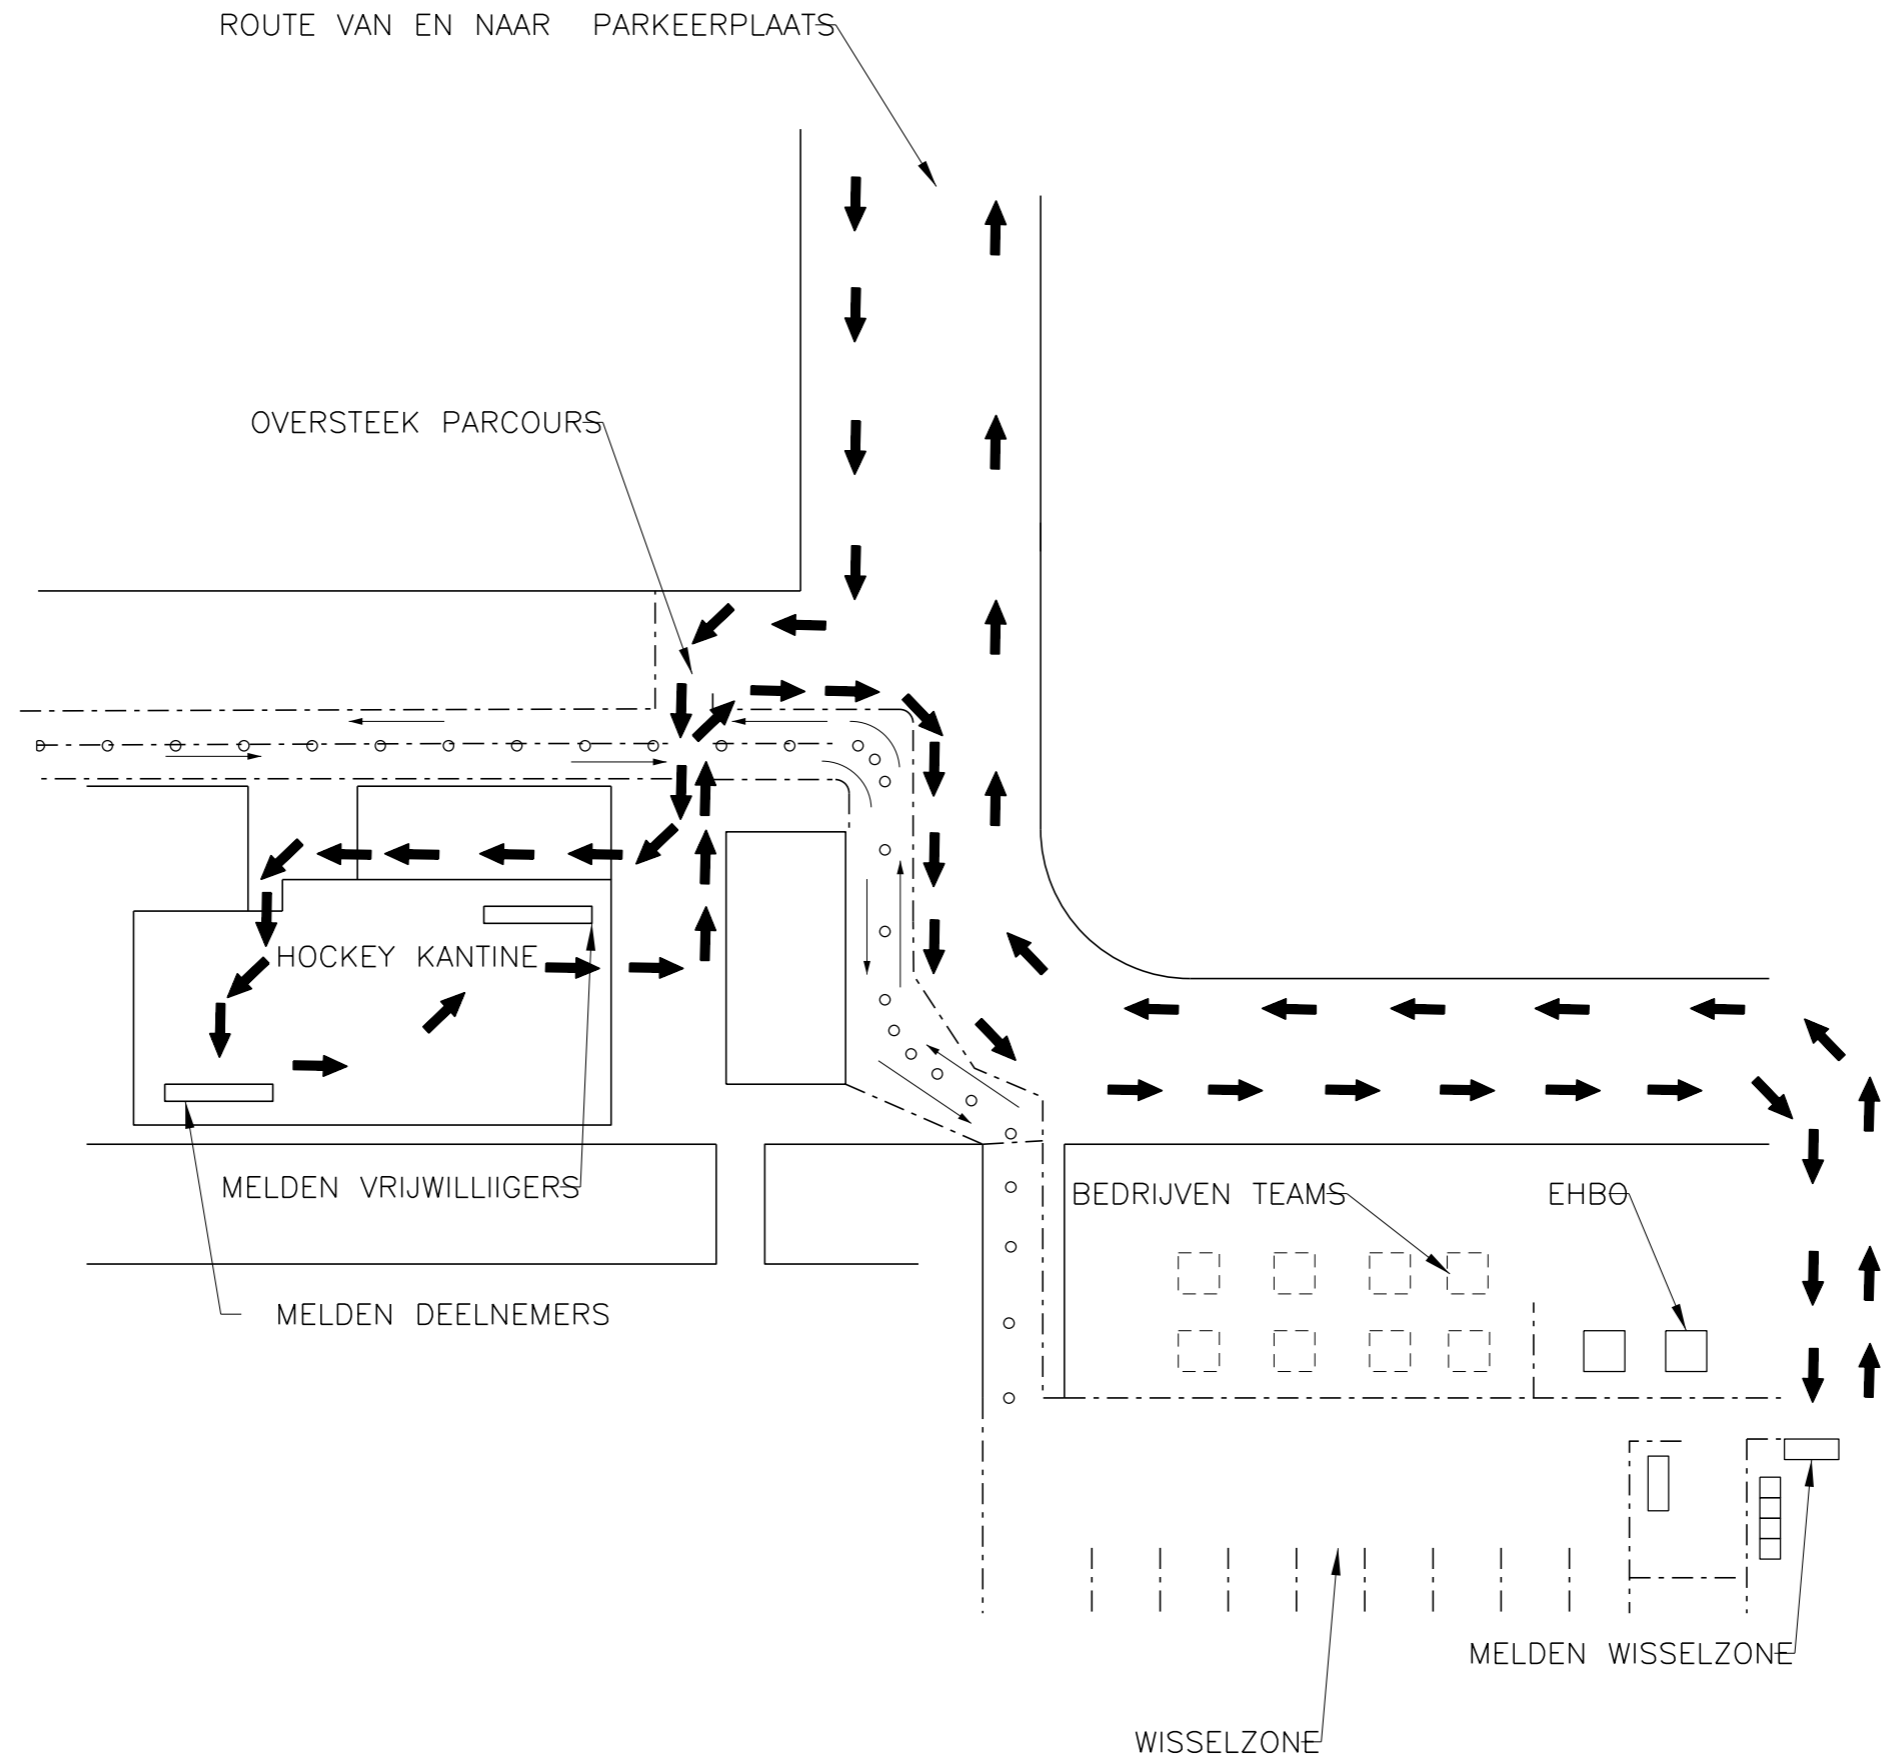 ROUTE VAN EN NAAR PARKEERPLAATS
OVERSTEEK PARCOURS
HOCKEY KANTINE
MELDEN VRIJWILLIIGERS
BEDRIJVEN TEAMS
EHBO
MELDEN DEELNEMERS
MELDEN WISSELZONE
WISSELZONE